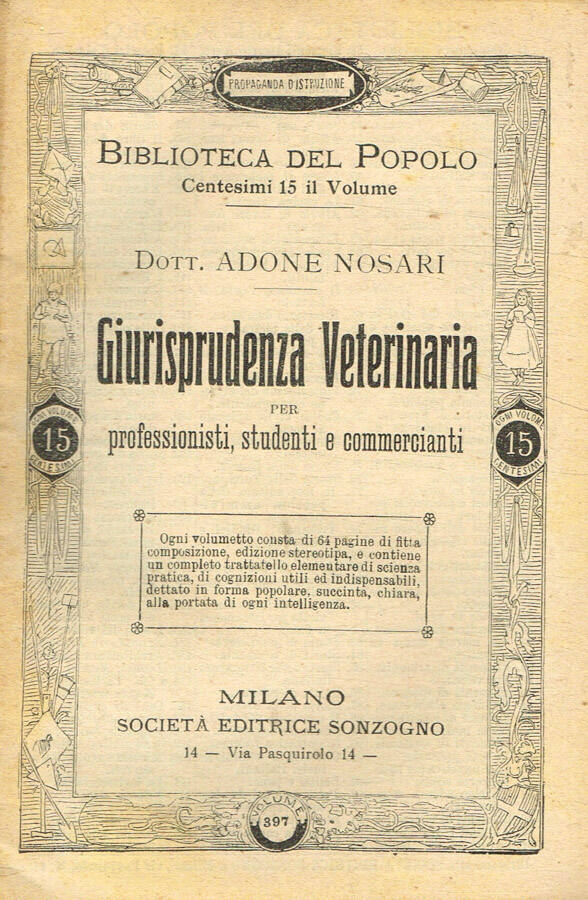 PROPAGANDA D'ISTRUZIONE
BIBLIOTECA DEL POPOLO
Centesimi 15 il Volume
DOTT. ADONE NOSARI
Giurisprudenza Veterinaria
PER
professionisti, studenti e commercianti
OGNI VOLUME
15
CENTESIMI
OGNI VOLUME
15
CENTESIMI
Ogni volumetto consta di 64 pagine di fitta
composizione, edizione stereotipa, e contiene
un completo trattatello elementare di scienza
pratica, di cognizioni utili ed indispensabili,
dettato in forma popolare, succinta, chiara,
alla portata di ogni intelligenza.
MILANO
SOCIETÀ EDITRICE SONZOGNO
14 — Via Pasquirolo 14 —
VOLUME
397